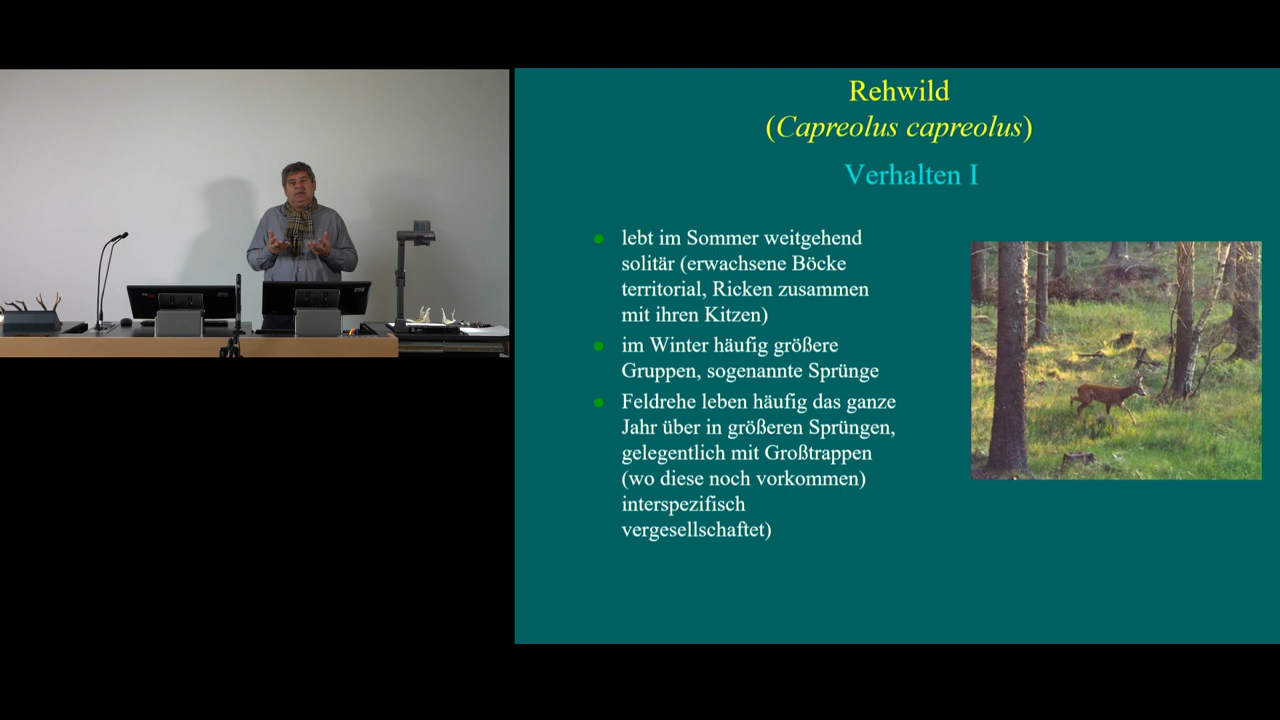 Rehwild
(Capreolus capreolus)
Verhalten I
lebt im Sommer weitgehend
solitär (erwachsene Böcke
territorial, Ricken zusammen
mit ihren Kitzen)
im Winter häufig größere
Gruppen, sogenannte Sprünge
Feldrehe leben häufig das ganze
Jahr über in größeren Sprüngen,
gelegentlich mit Großtrappen
(wo diese noch vorkommen)
interspezifisch
vergesellschaftet)